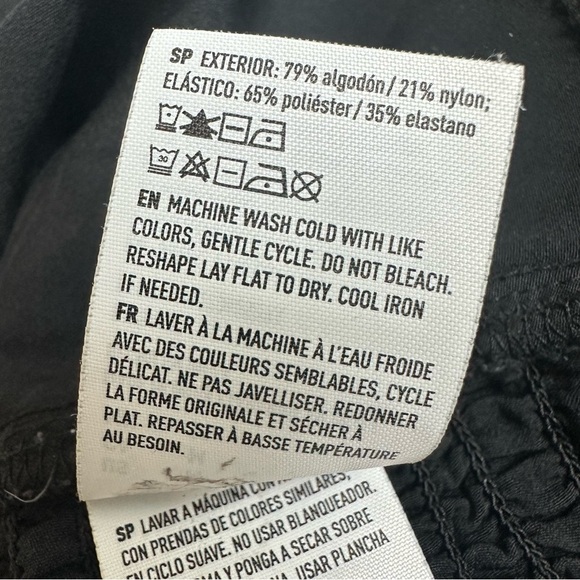 SP EXTERIOR: 79% algodón / 21% nylon;
ELÁSTICO: 65% poliéster / 35% elastano
30
EN MACHINE WASH COLD WITH LIKE
COLORS, GENTLE CYCLE. DO NOT BLEACH.
RESHAPE LAY FLAT TO DRY. COOL IRON
IF NEEDED.
FR LAVER À LA MACHINE À L'EAU FROIDE
AVEC DES COULEURS SEMBLABLES, CYCLE
DÉLICAT. NE PAS JAVELLISER. REDONNER
LA FORME ORIGINALE ET SÉCHER À
PLAT. REPASSER À BASSE TEMPÉRATURE
AU BESOIN.
SP LAVAR A MÁQUINA CON
CON PRENDAS DE COLORES SIMILARES,
EN CICLO SUAVE. NO USAR BLANQUEADOR.
MA Y PONGA A SECAR SOBRE
USAR PLANCHA